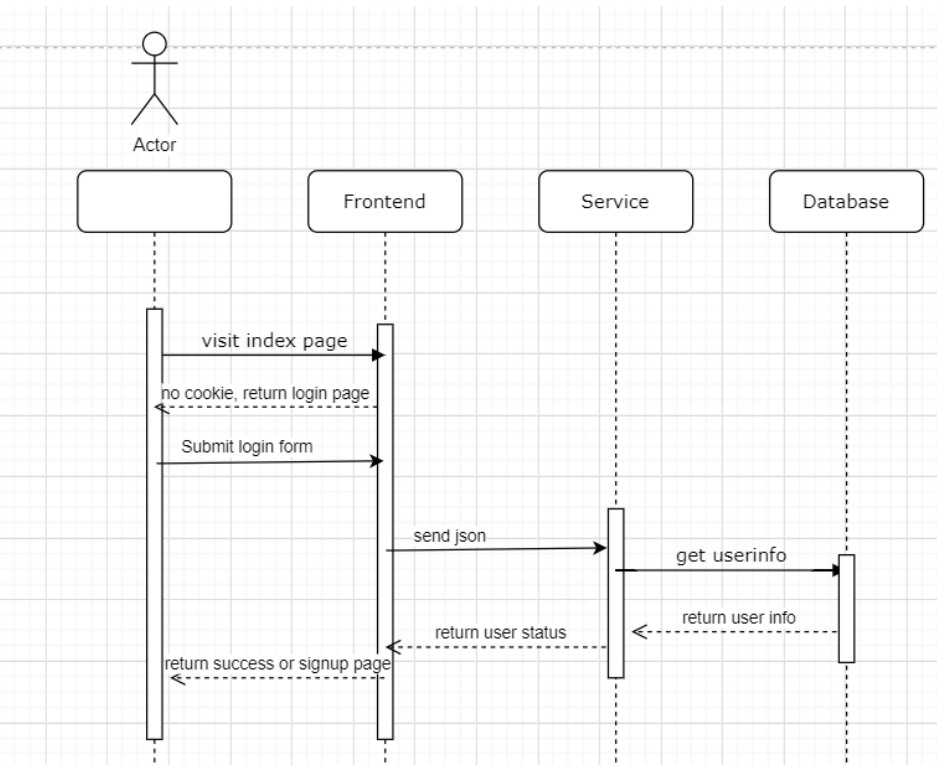 Actor
Frontend
Service
Database
visit index page
no cookie, return login page
Submit login form
send json
get userinfo
return user info
return user status
return success or signup page